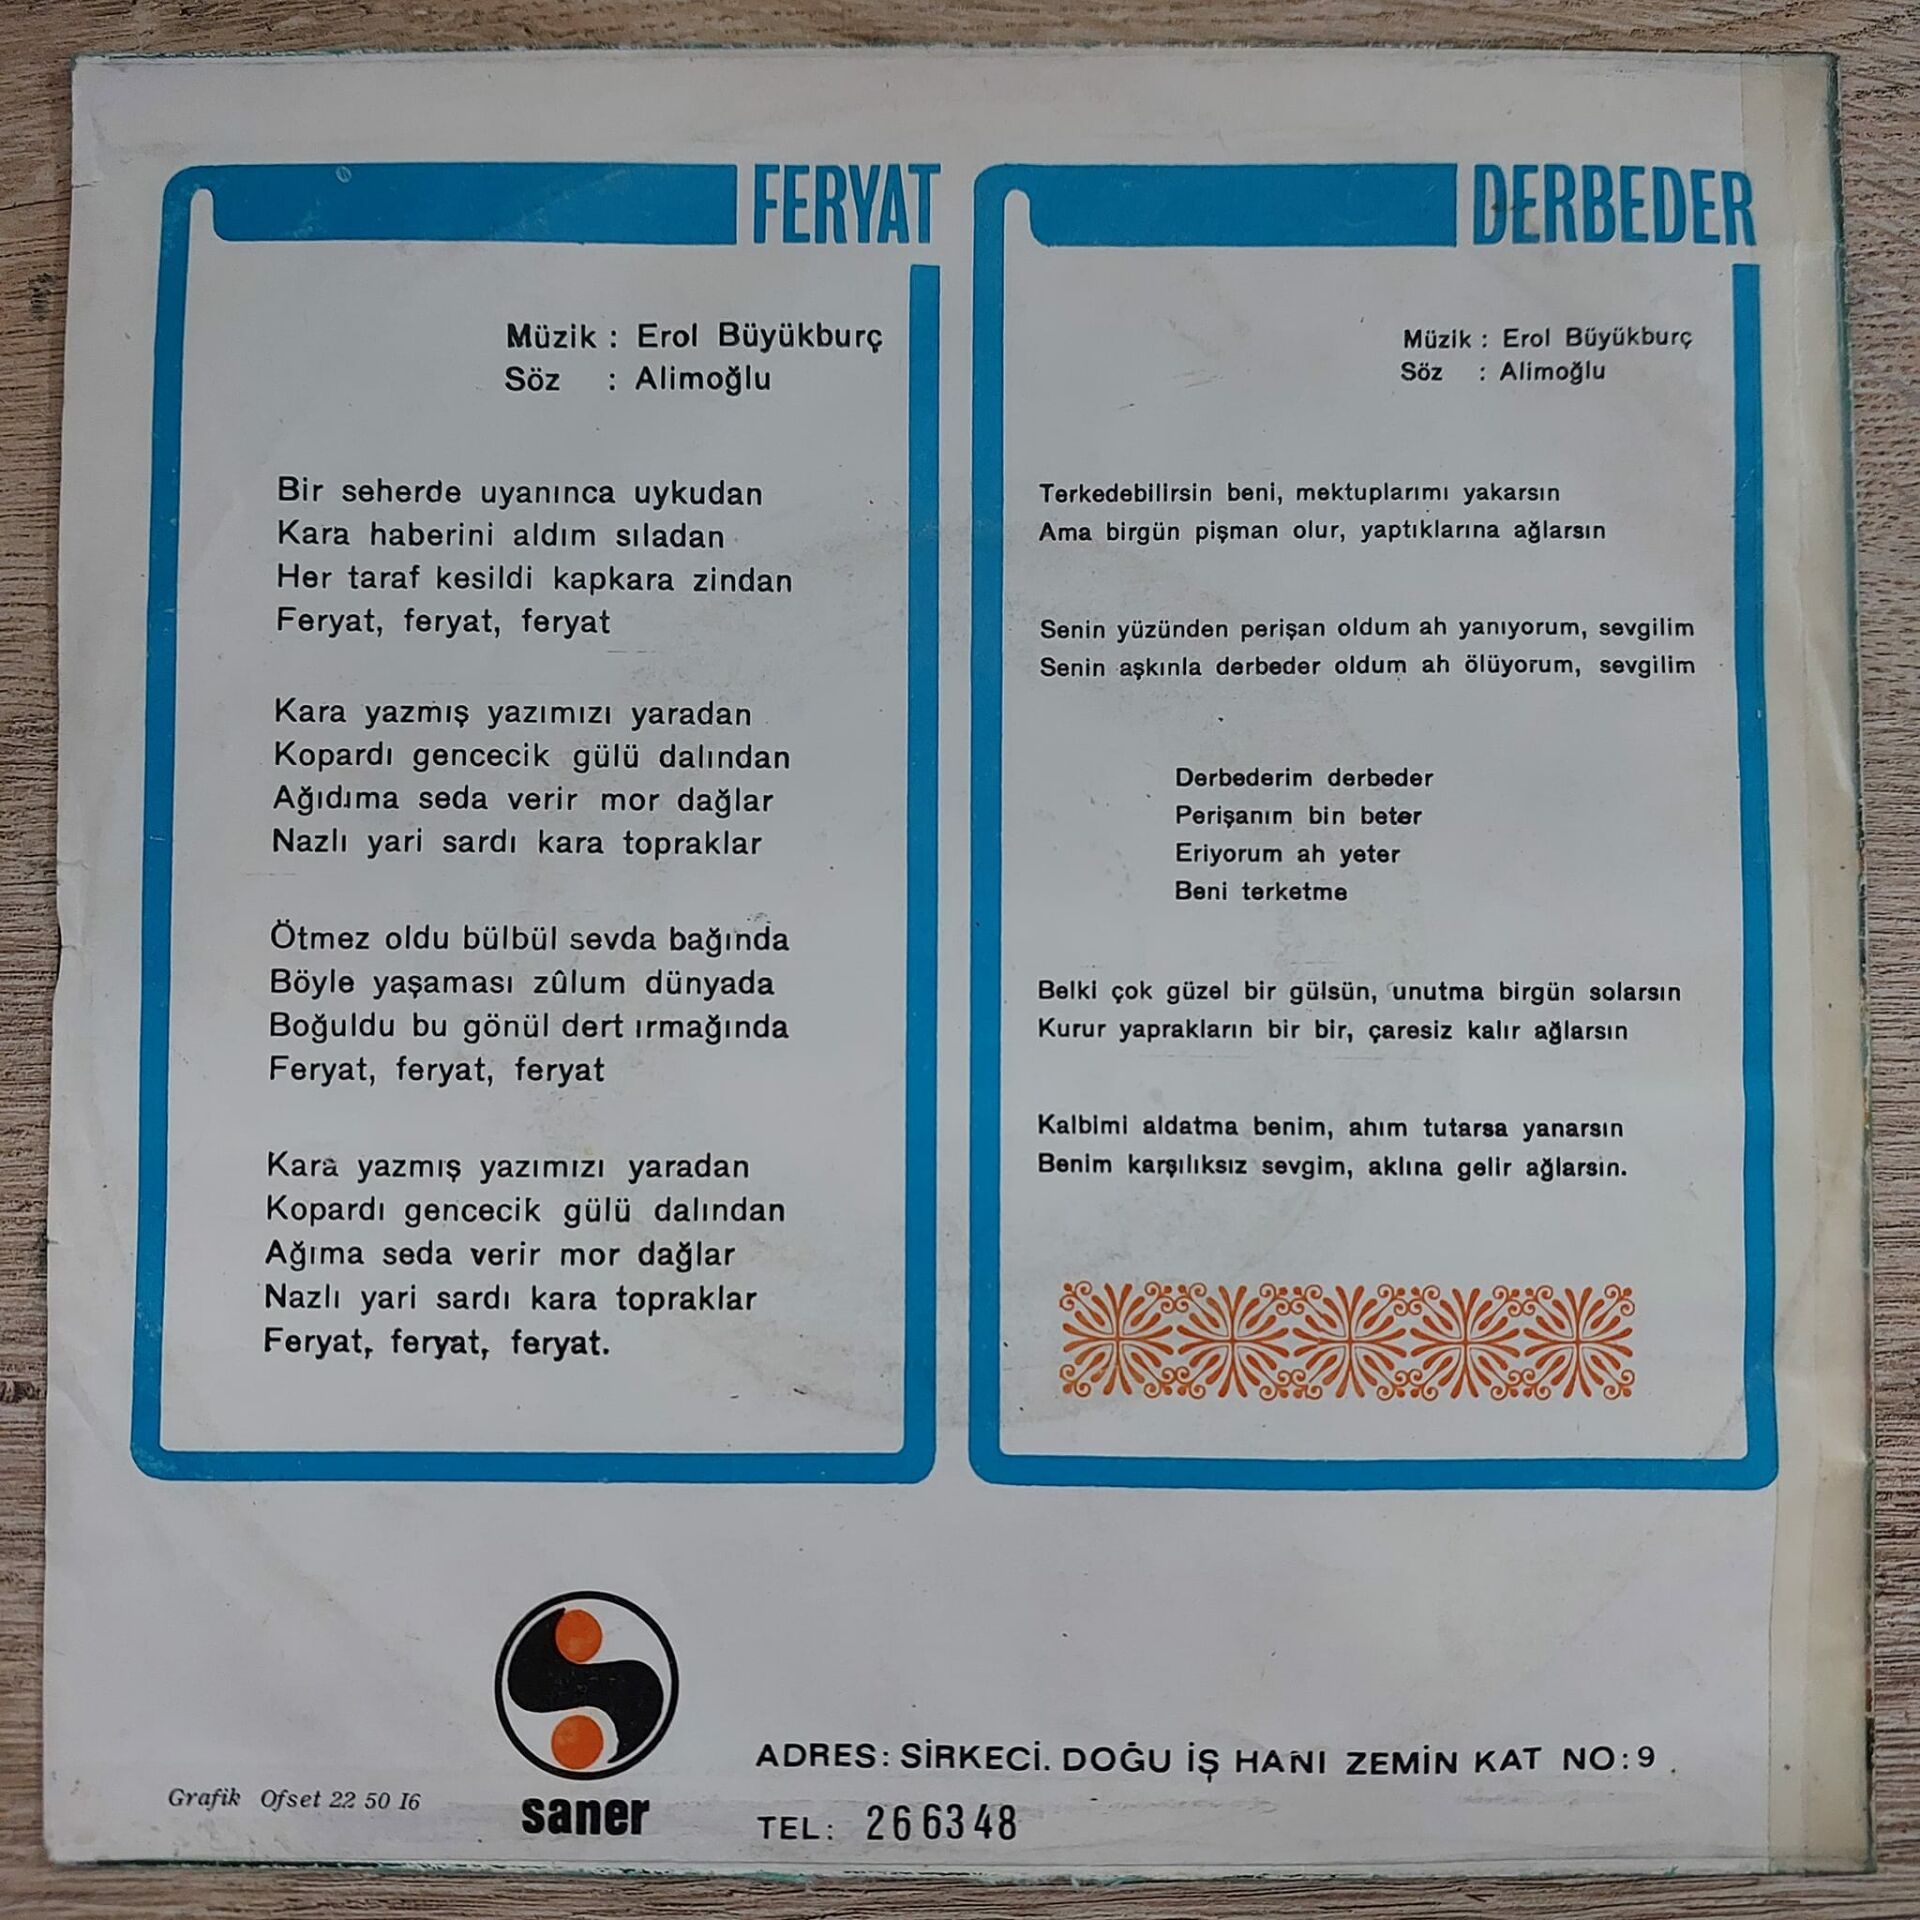 FERYAT
Müzik : Erol Büyükburç
Söz : Alimoğlu
Bir seherde uyanınca uykudan
Kara haberini aldım sıladan
Her taraf kesildi kapkara zindan
Feryat, feryat, feryat
Kara yazmış yazımızı yaradan
Kopardı gencecik gülü dalından
Ağıdıma seda verir mor dağlar
Nazlı yari sardı kara topraklar
Ötmez oldu bülbül sevda bağında
Böyle yaşaması zûlum dünyada
Boğuldu bu gönül dert ırmağında
Feryat, feryat, feryat
Kara yazmış yazımızı yaradan
Kopardı gencecik gülü dalından
Ağıma seda verir mor dağlar
Nazlı yari sardı kara topraklar
Feryat, feryat, feryat.
DERBEDER
Müzik : Erol Büyükburç
Söz : Alimoğlu
Terkedebilirsin beni, mektuplarımı yakarsın
Ama birgün pişman olur, yaptıklarına ağlarsın
Senin yüzünden perişan oldum ah yanıyorum, sevgilim
Senin aşkınla derbeder oldum ah ölüyorum, sevgilim
Derbederim derbeder
Perişanım bin beter
Eriyorum ah yeter
Beni terketme
Belki çok güzel bir gülsün, unutma birgün solarsın
Kurur yaprakların bir bir, çaresiz kalır ağlarsın
Kalbimi aldatma benim, ahım tutarsa yanarsın
Benim karşılıksız sevgim, aklına gelir ağlarsın.
Grafik Ofset 22 50 16
saner
ADRES: SİRKECİ. DOĞU İŞ HANI ZEMİN KAT NO: 9
TEL: 26 63 48